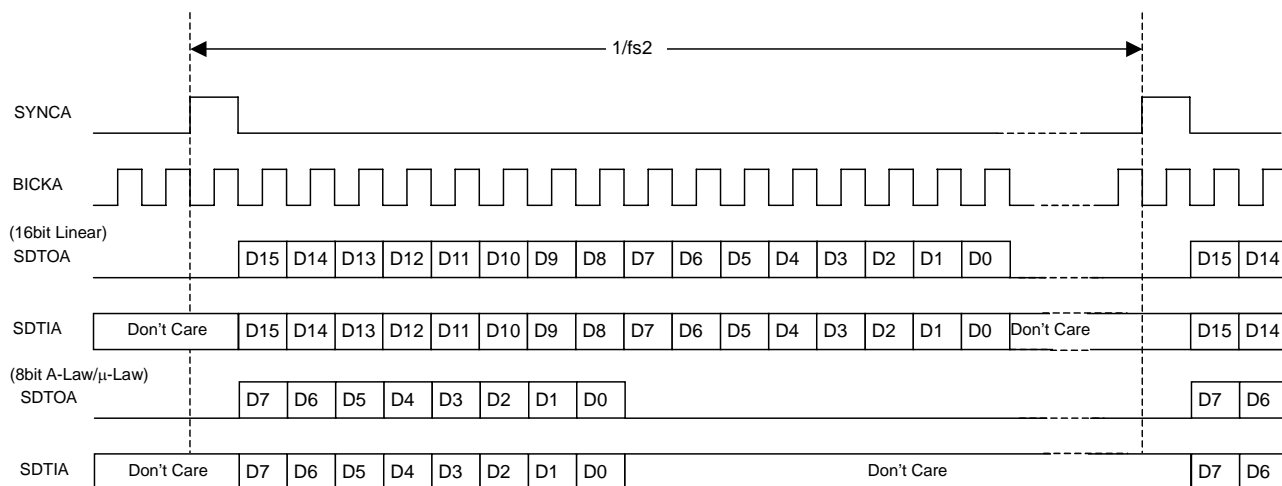 1/fs2
SYNCA
BICKA
(16bit Linear)
SDTOA D15 D14 D13 D12 D11 D10 D9 D8 D7 D6 D5 D4 D3 D2 D1 D0 D15 D14
SDTIA Don't Care D15 D14 D13 D12 D11 D10 D9 D8 D7 D6 D5 D4 D3 D2 D1 D0 Don't Care D15 D14
(8bit A-Law/μ-Law)
SDTOA D7 D6 D5 D4 D3 D2 D1 D0 D7 D6
SDTIA Don't Care D7 D6 D5 D4 D3 D2 D1 D0 Don't Care D7 D6